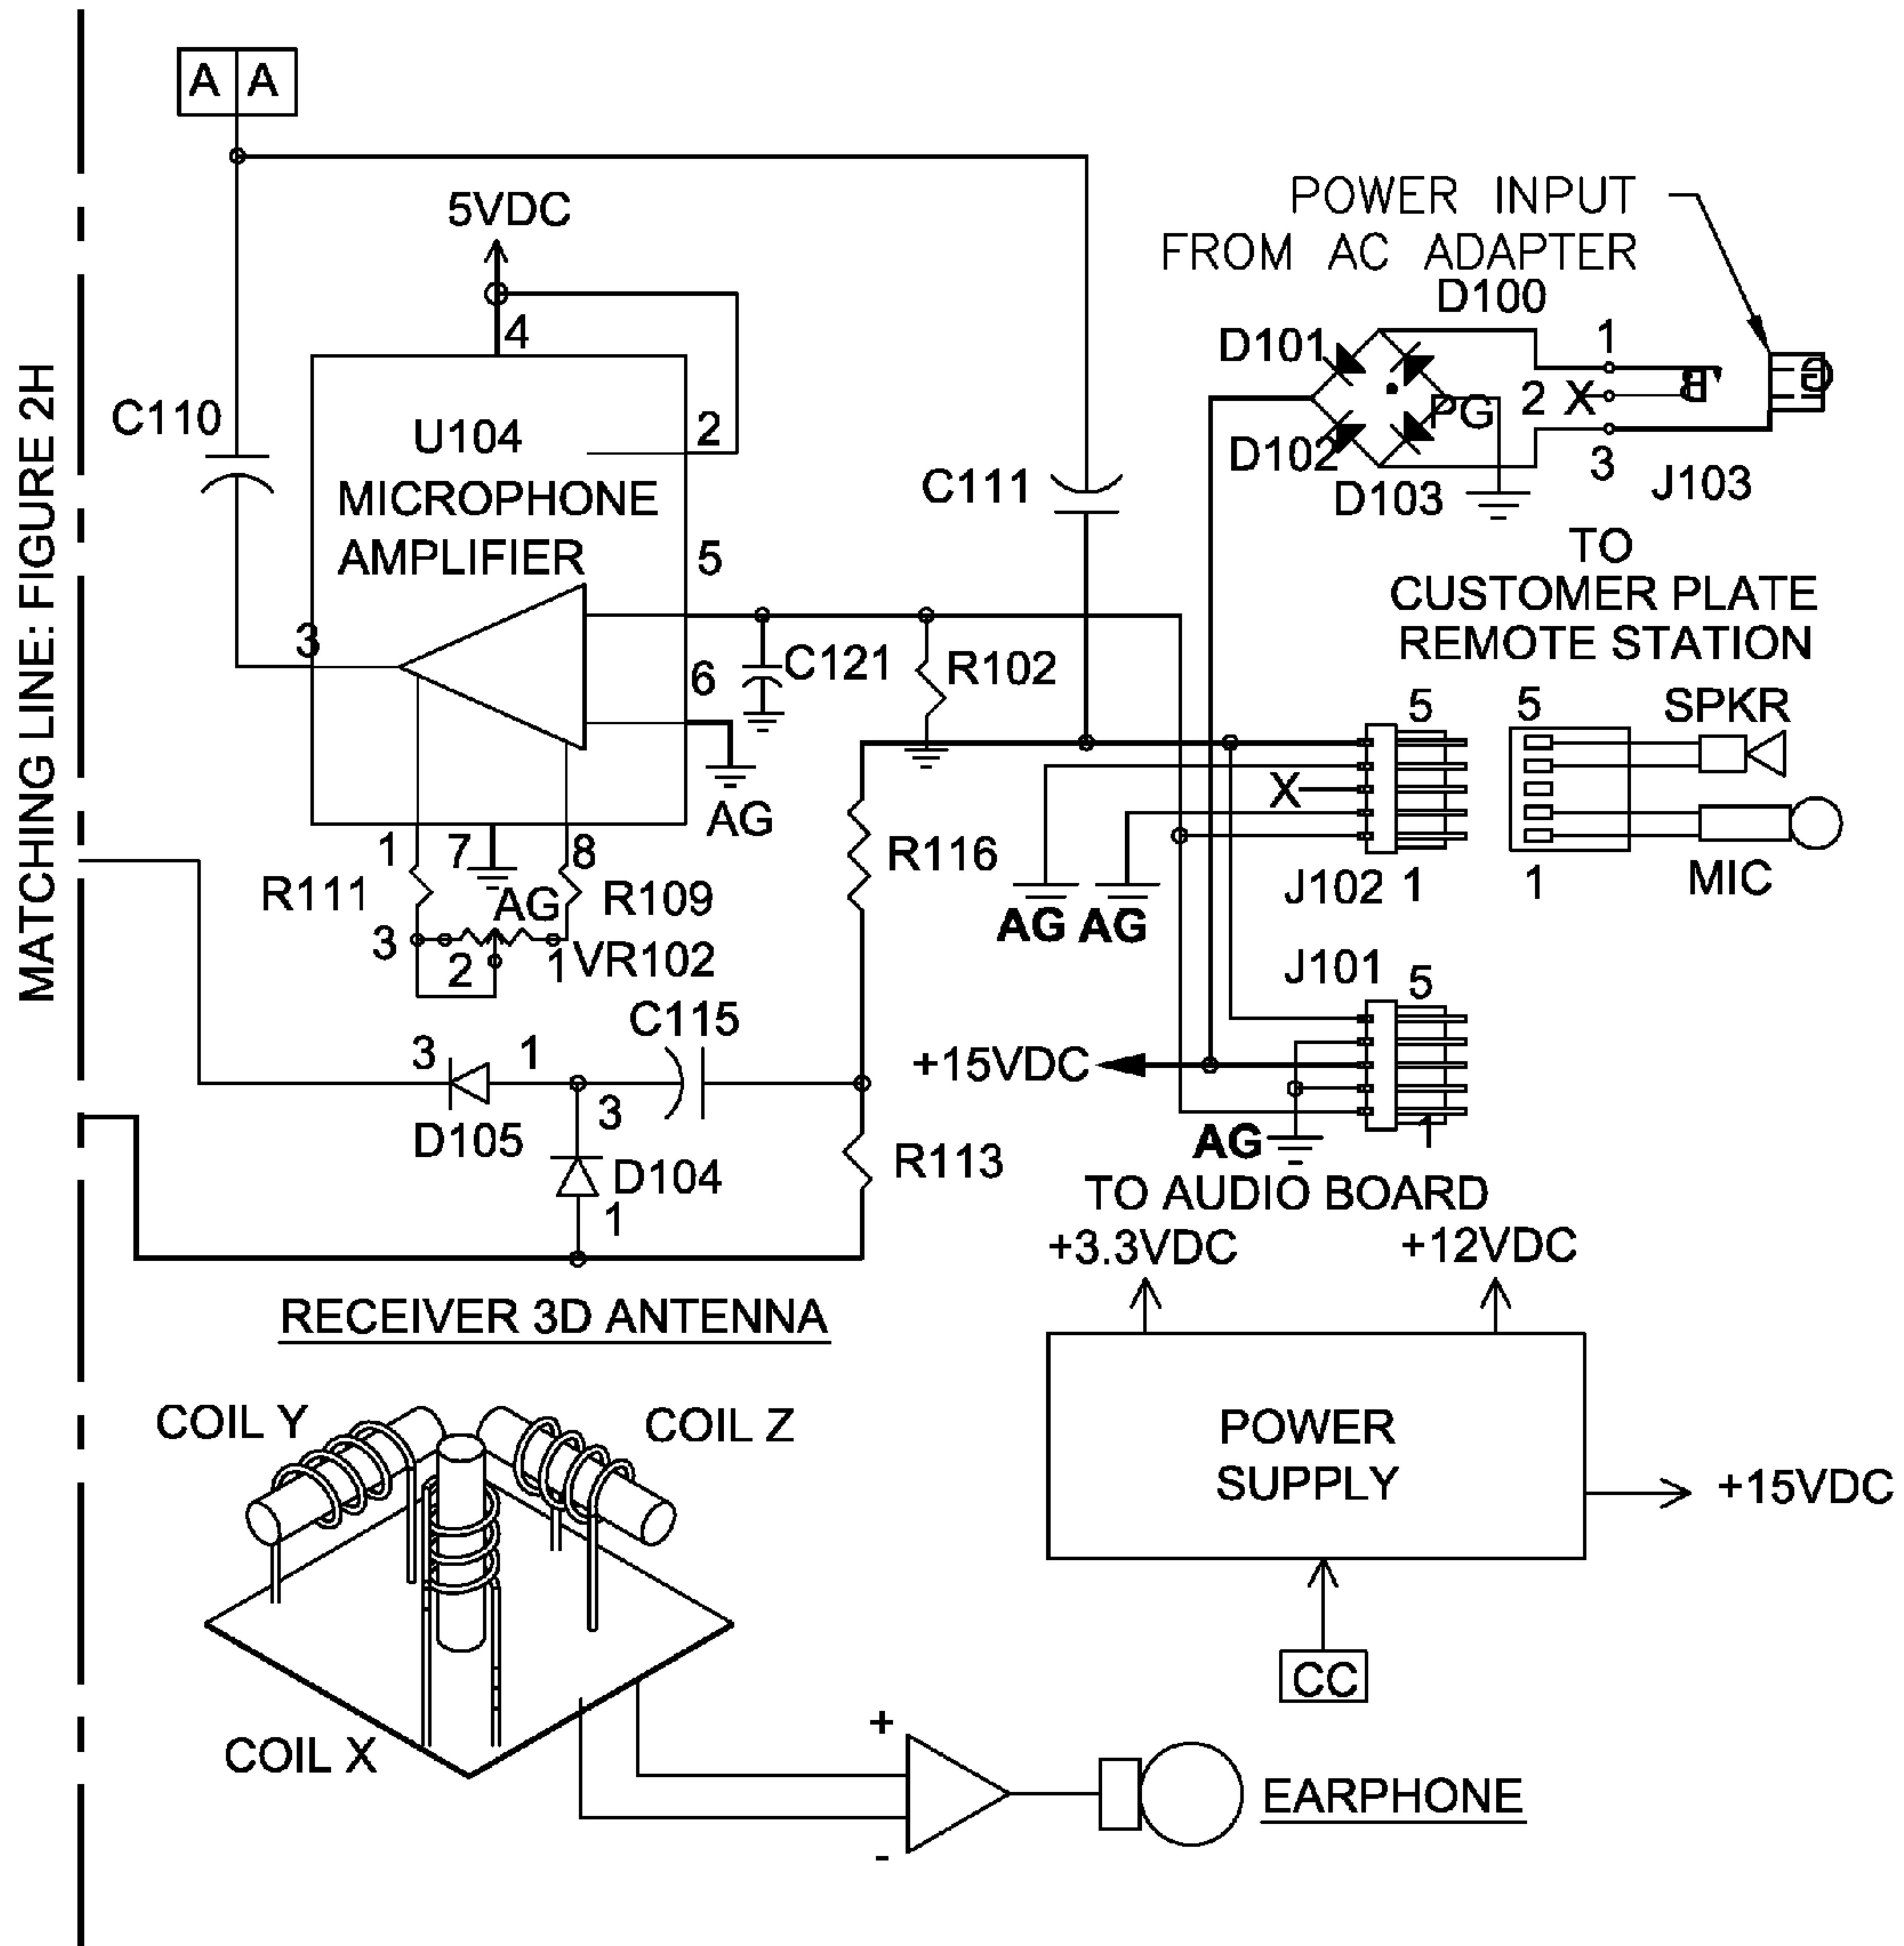 MATCHING LINE: FIGURE 2H
A A
5VDC
4
C110
U104
MICROPHONE
AMPLIFIER
2
5
3
6
C121
R102
C111
AG
1
7
8
R111
AG
R109
3
2
1
VR102
R116
C115
3
1
3
D105
D104
1
R113
POWER INPUT
FROM AC ADAPTER
D100
D101
1
PG
2
X
D102
3
D103
J103
TO
CUSTOMER PLATE
REMOTE STATION
5
5
SPKR
X
J102
1
1
MIC
AG AG
J101
5
+15VDC
1
AG
TO AUDIO BOARD
+3.3VDC
+12VDC
POWER
SUPPLY
+15VDC
CC
RECEIVER 3D ANTENNA
COIL Y
COIL Z
COIL X
+
-
EARPHONE